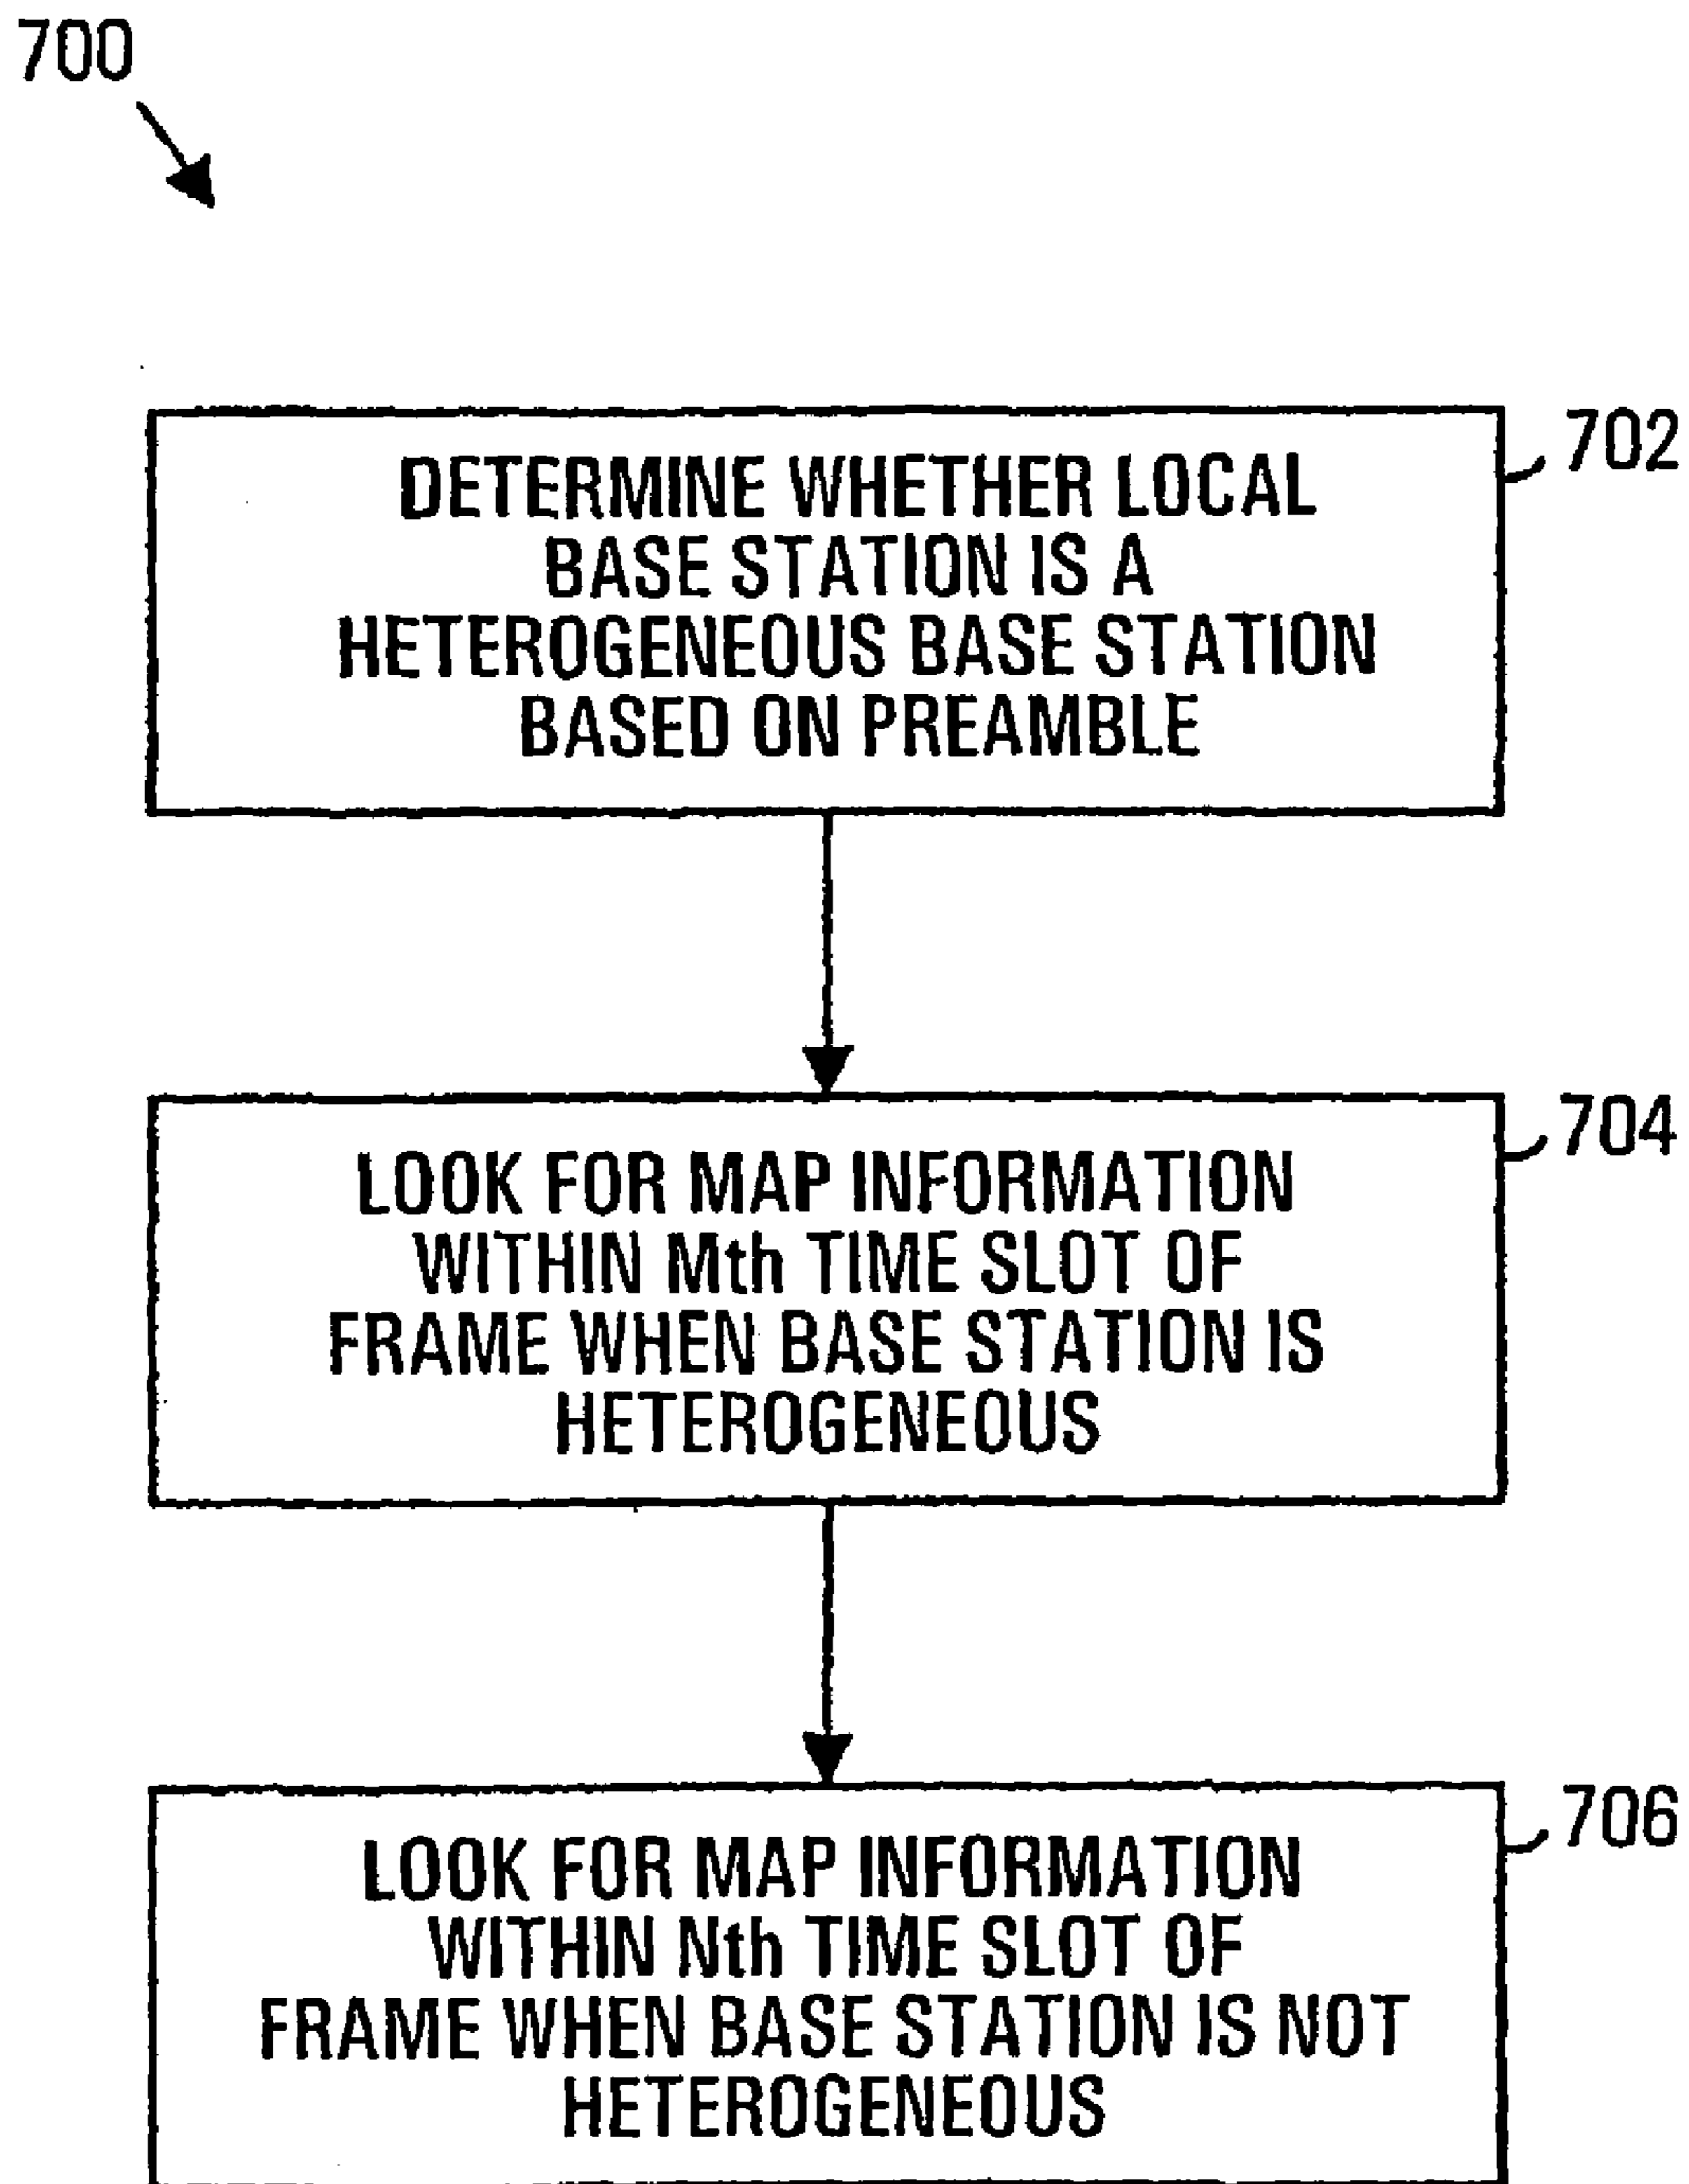 700
702
DETERMINE WHETHER LOCAL
BASE STATION IS A
HETEROGENEOUS BASE STATION
BASED ON PREAMBLE
704
LOOK FOR MAP INFORMATION
WITHIN Mth TIME SLOT OF
FRAME WHEN BASE STATION IS
HETEROGENEOUS
706
LOOK FOR MAP INFORMATION
WITHIN Nth TIME SLOT OF
FRAME WHEN BASE STATION IS NOT
HETEROGENEOUS